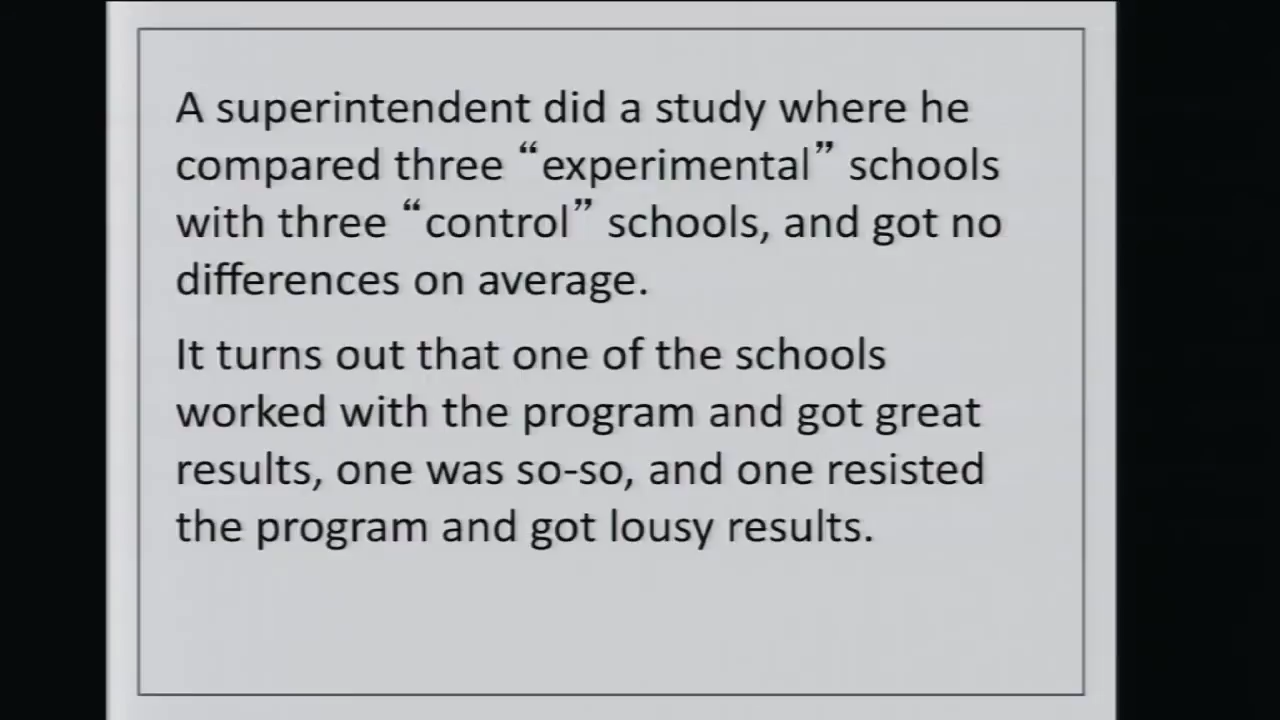 A superintendent did a study where he
compared three “experimental” schools
with three “control” schools, and got no
differences on average.
It turns out that one of the schools
worked with the program and got great
results, one was so-so, and one resisted
the program and got lousy results.